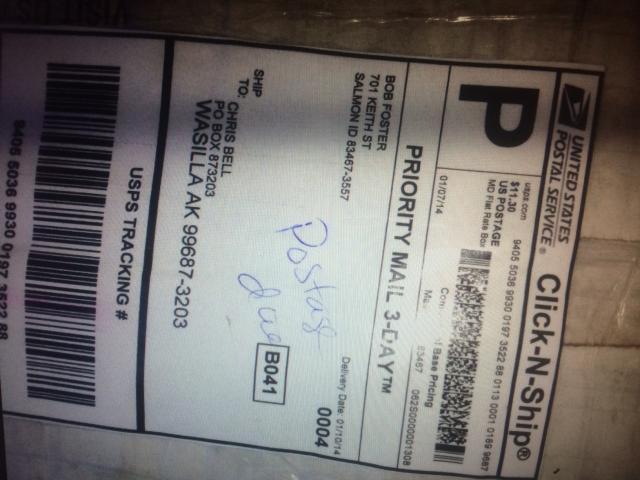 UNITED STATES
POSTAL SERVICE®
Click-N-Ship®
P
usps.com
$11.30
US POSTAGE
MD Flat Rate Box
9405 5036 9930 0197 3522 88 0113 0001 0169 9687
01/07/14
Base Pricing
83467
062S0000001308
PRIORITY MAIL 3-DAY™
BOB FOSTER
701 KEITH ST
SALMON ID 83467-3557
Delivery Date: 01/10/14
0004
B041
Postage
due
SHIP
TO:
CHRIS BELL
PO BOX 873203
WASILLA AK 99687-3203
USPS TRACKING #
9405 5036 9930 0197 3522 88
VISIT US